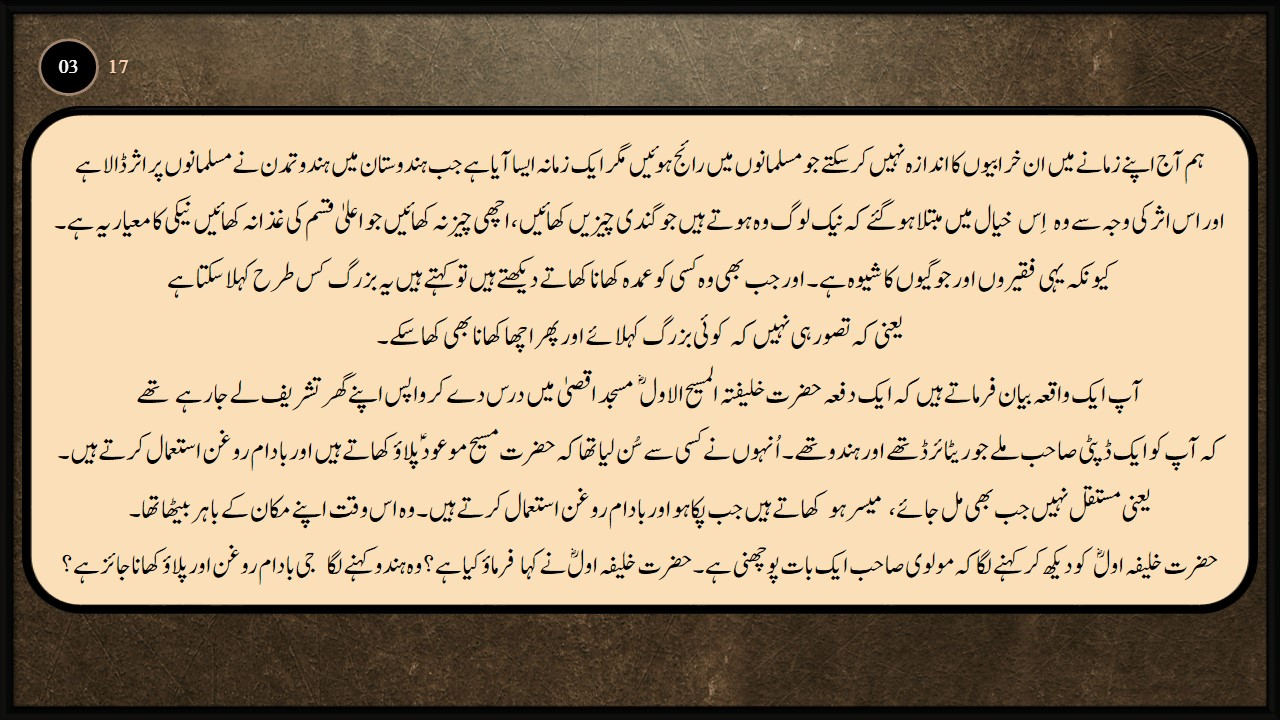 03 17
ہم آج اپنے زمانے میں ان خرابیوں کا اندازہ نہیں کر سکتے جو مسلمانوں میں رائج ہوئیں مگر ایک زمانہ ایسا آیا ہے جب ہندوستان میں ہندو تمدن نے مسلمانوں پر اثر ڈالا ہے
اور اس اثر کی وجہ سے وہ اِس خیال میں مبتلا ہو گئے کہ نیک لوگ وہ ہوتے ہیں جو گندی چیزیں کھائیں، اچھی چیز نہ کھائیں جو اعلیٰ قسم کی غذا نہ کھائیں نیکی کا معیار یہ ہے۔
کیونکہ یہی فقیروں اور جوگیوں کا شیوہ ہے۔ اور جب بھی وہ کسی کو عمدہ کھانا کھاتے دیکھتے ہیں تو کہتے ہیں یہ بزرگ کس طرح کہلا سکتا ہے
یعنی کہ تصور ہی نہیں کہ کوئی بزرگ کہلائے اور پھر اچھا کھانا بھی کھا سکے۔
آپ ایک واقعہ بیان فرماتے ہیں کہ ایک دفعہ حضرت خلیفتہ المسیح الاولؓ مسجد اقصیٰ میں درس دے کر واپس اپنے گھر تشریف لے جا رہے تھے
کہ آپ کو ایک ڈپٹی صاحب ملے جو ریٹائرڈ تھے اور ہندو تھے۔ اُنہوں نے کسی سے سُن لیا تھا کہ حضرت مسیح موعودؑ پلاؤ کھاتے ہیں اور بادام روغن استعمال کرتے ہیں۔
یعنی مستقل نہیں جب بھی مل جائے، میسر ہو کھاتے ہیں جب پکا ہو اور بادام روغن استعمال کرتے ہیں۔ وہ اس وقت اپنے مکان کے باہر بیٹھا تھا۔
حضرت خلیفہ اولؓ کو دیکھ کر کہنے لگا کہ مولوی صاحب ایک بات پوچھنی ہے۔ حضرت خلیفہ اولؓ نے کہا فرماؤ کیا ہے؟ وہ ہندو کہنے لگا جی بادام روغن اور پلاؤ کھانا جائز ہے؟